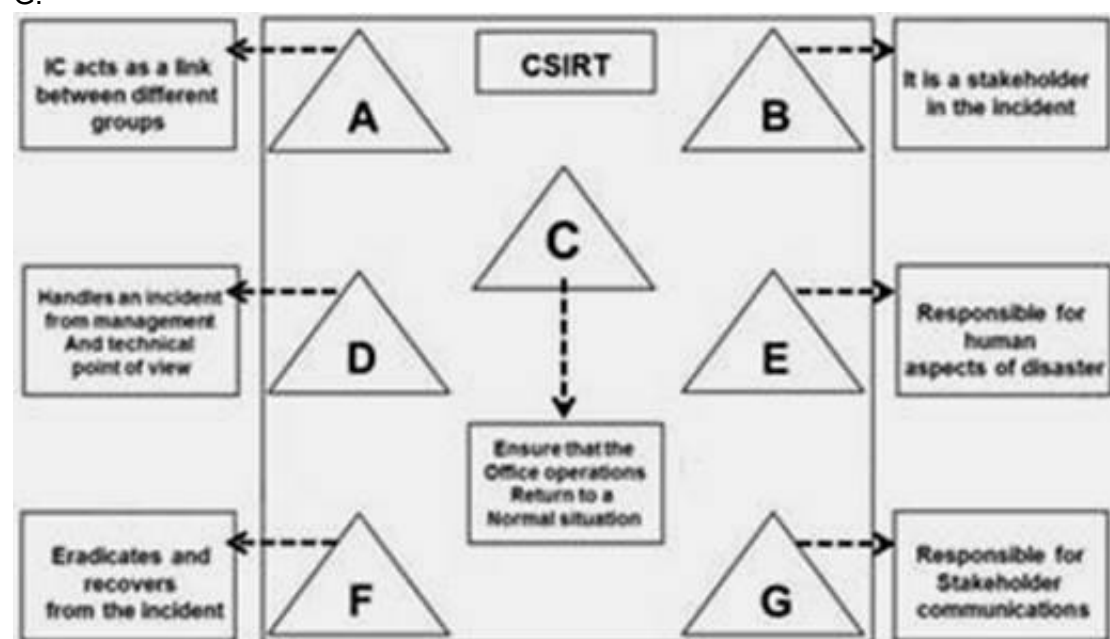 IC acts as a link
between different
groups
A
CSIRT
B
It is a stakeholder
in the incident
C
Handles an incident
from management
And technical
point of view
D
E
Responsible for
human
aspects of disaster
Ensure that the
Office operations
Return to a
Normal situation
Eradicates and
recovers
from the incident
F
G
Responsible for
Stakeholder
communications